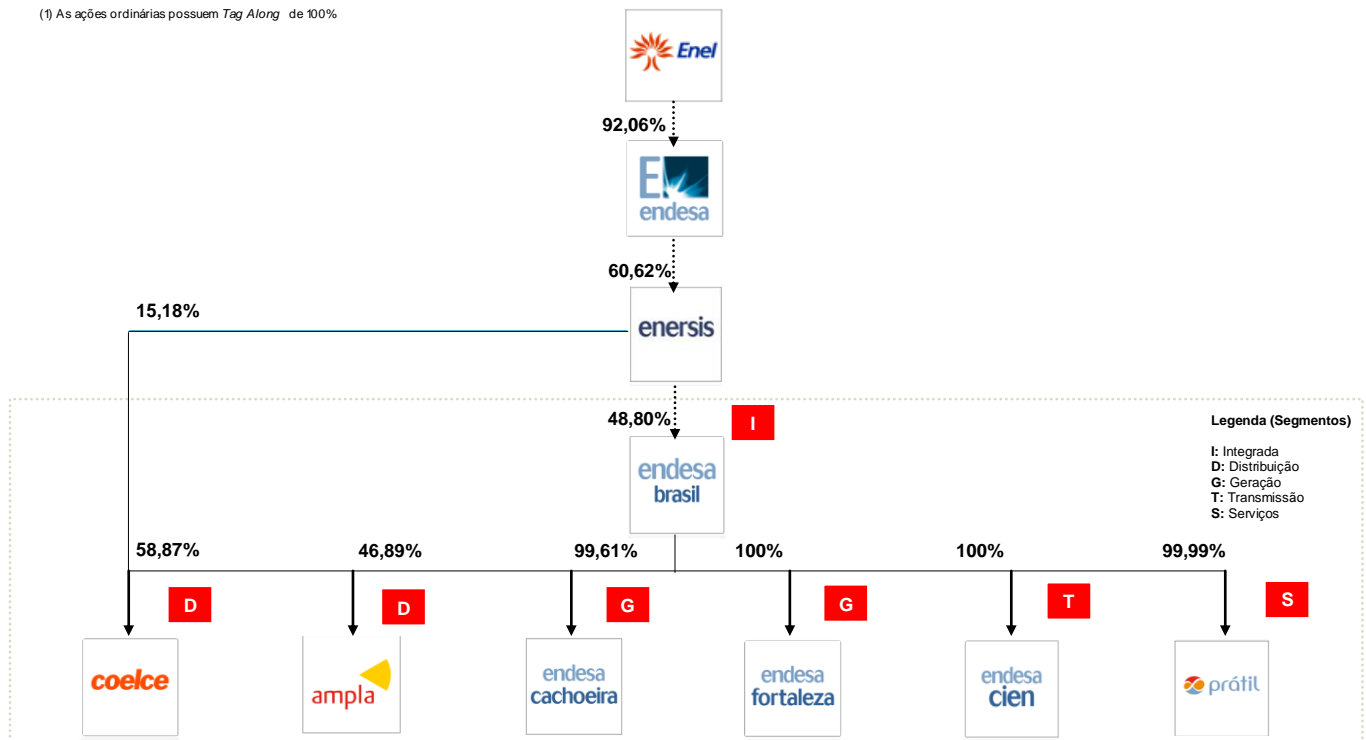 (1) As ações ordinárias possuem Tag Along de 100%
Enel
92,06%
E
endesa
60,62%
15,18%
enersis
48,80%
I
Legenda (Segmentos)
I: Integrada
D: Distribuição
G: Geração
T: Transmissão
S: Serviços
endesa
brasil
58,87%
46,89%
99,61%
100%
100%
99,99%
D
D
G
G
T
S
coelce
ampla
endesa
cachoeira
endesa
fortaleza
endesa
cien
prátil